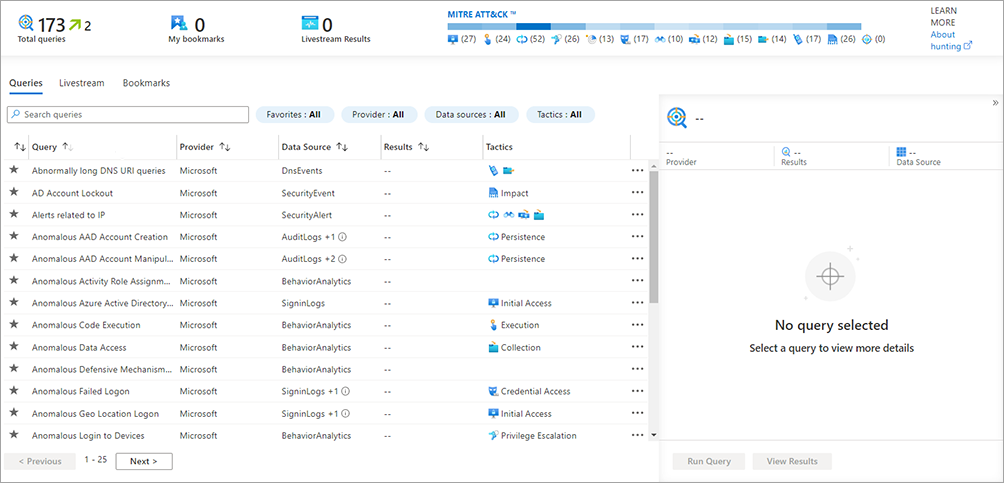 173 2
Total queries
0
My bookmarks
0
Livestream Results
MITRE ATT&CK ™
(27) (24) (52) (26) (13) (17) (10) (12) (15) (14) (17) (26) (0)
LEARN
MORE
About
hunting
Queries Livestream Bookmarks
Search queries
Favorites : All Provider : All Data sources : All Tactics : All
Query Provider Data Source Results Tactics
Abnormally long DNS URI queries Microsoft DnsEvents --
AD Account Lockout Microsoft SecurityEvent -- Impact
Alerts related to IP Microsoft SecurityAlert --
Anomalous AAD Account Creation Microsoft AuditLogs +1 -- Persistence
Anomalous AAD Account Manipul... Microsoft AuditLogs +2 -- Persistence
Anomalous Activity Role Assignm... Microsoft BehaviorAnalytics --
Anomalous Azure Active Directory... Microsoft SigninLogs -- Initial Access
Anomalous Code Execution Microsoft BehaviorAnalytics -- Execution
Anomalous Data Access Microsoft BehaviorAnalytics -- Collection
Anomalous Defensive Mechanism... Microsoft BehaviorAnalytics --
Anomalous Failed Logon Microsoft SigninLogs +1 -- Credential Access
Anomalous Geo Location Logon Microsoft SigninLogs +1 -- Initial Access
Anomalous Login to Devices Microsoft BehaviorAnalytics -- Privilege Escalation
< Previous 1 - 25 Next >
»
--
-- -- --
Provider Results Data Source
No query selected
Select a query to view more details
Run Query View Results